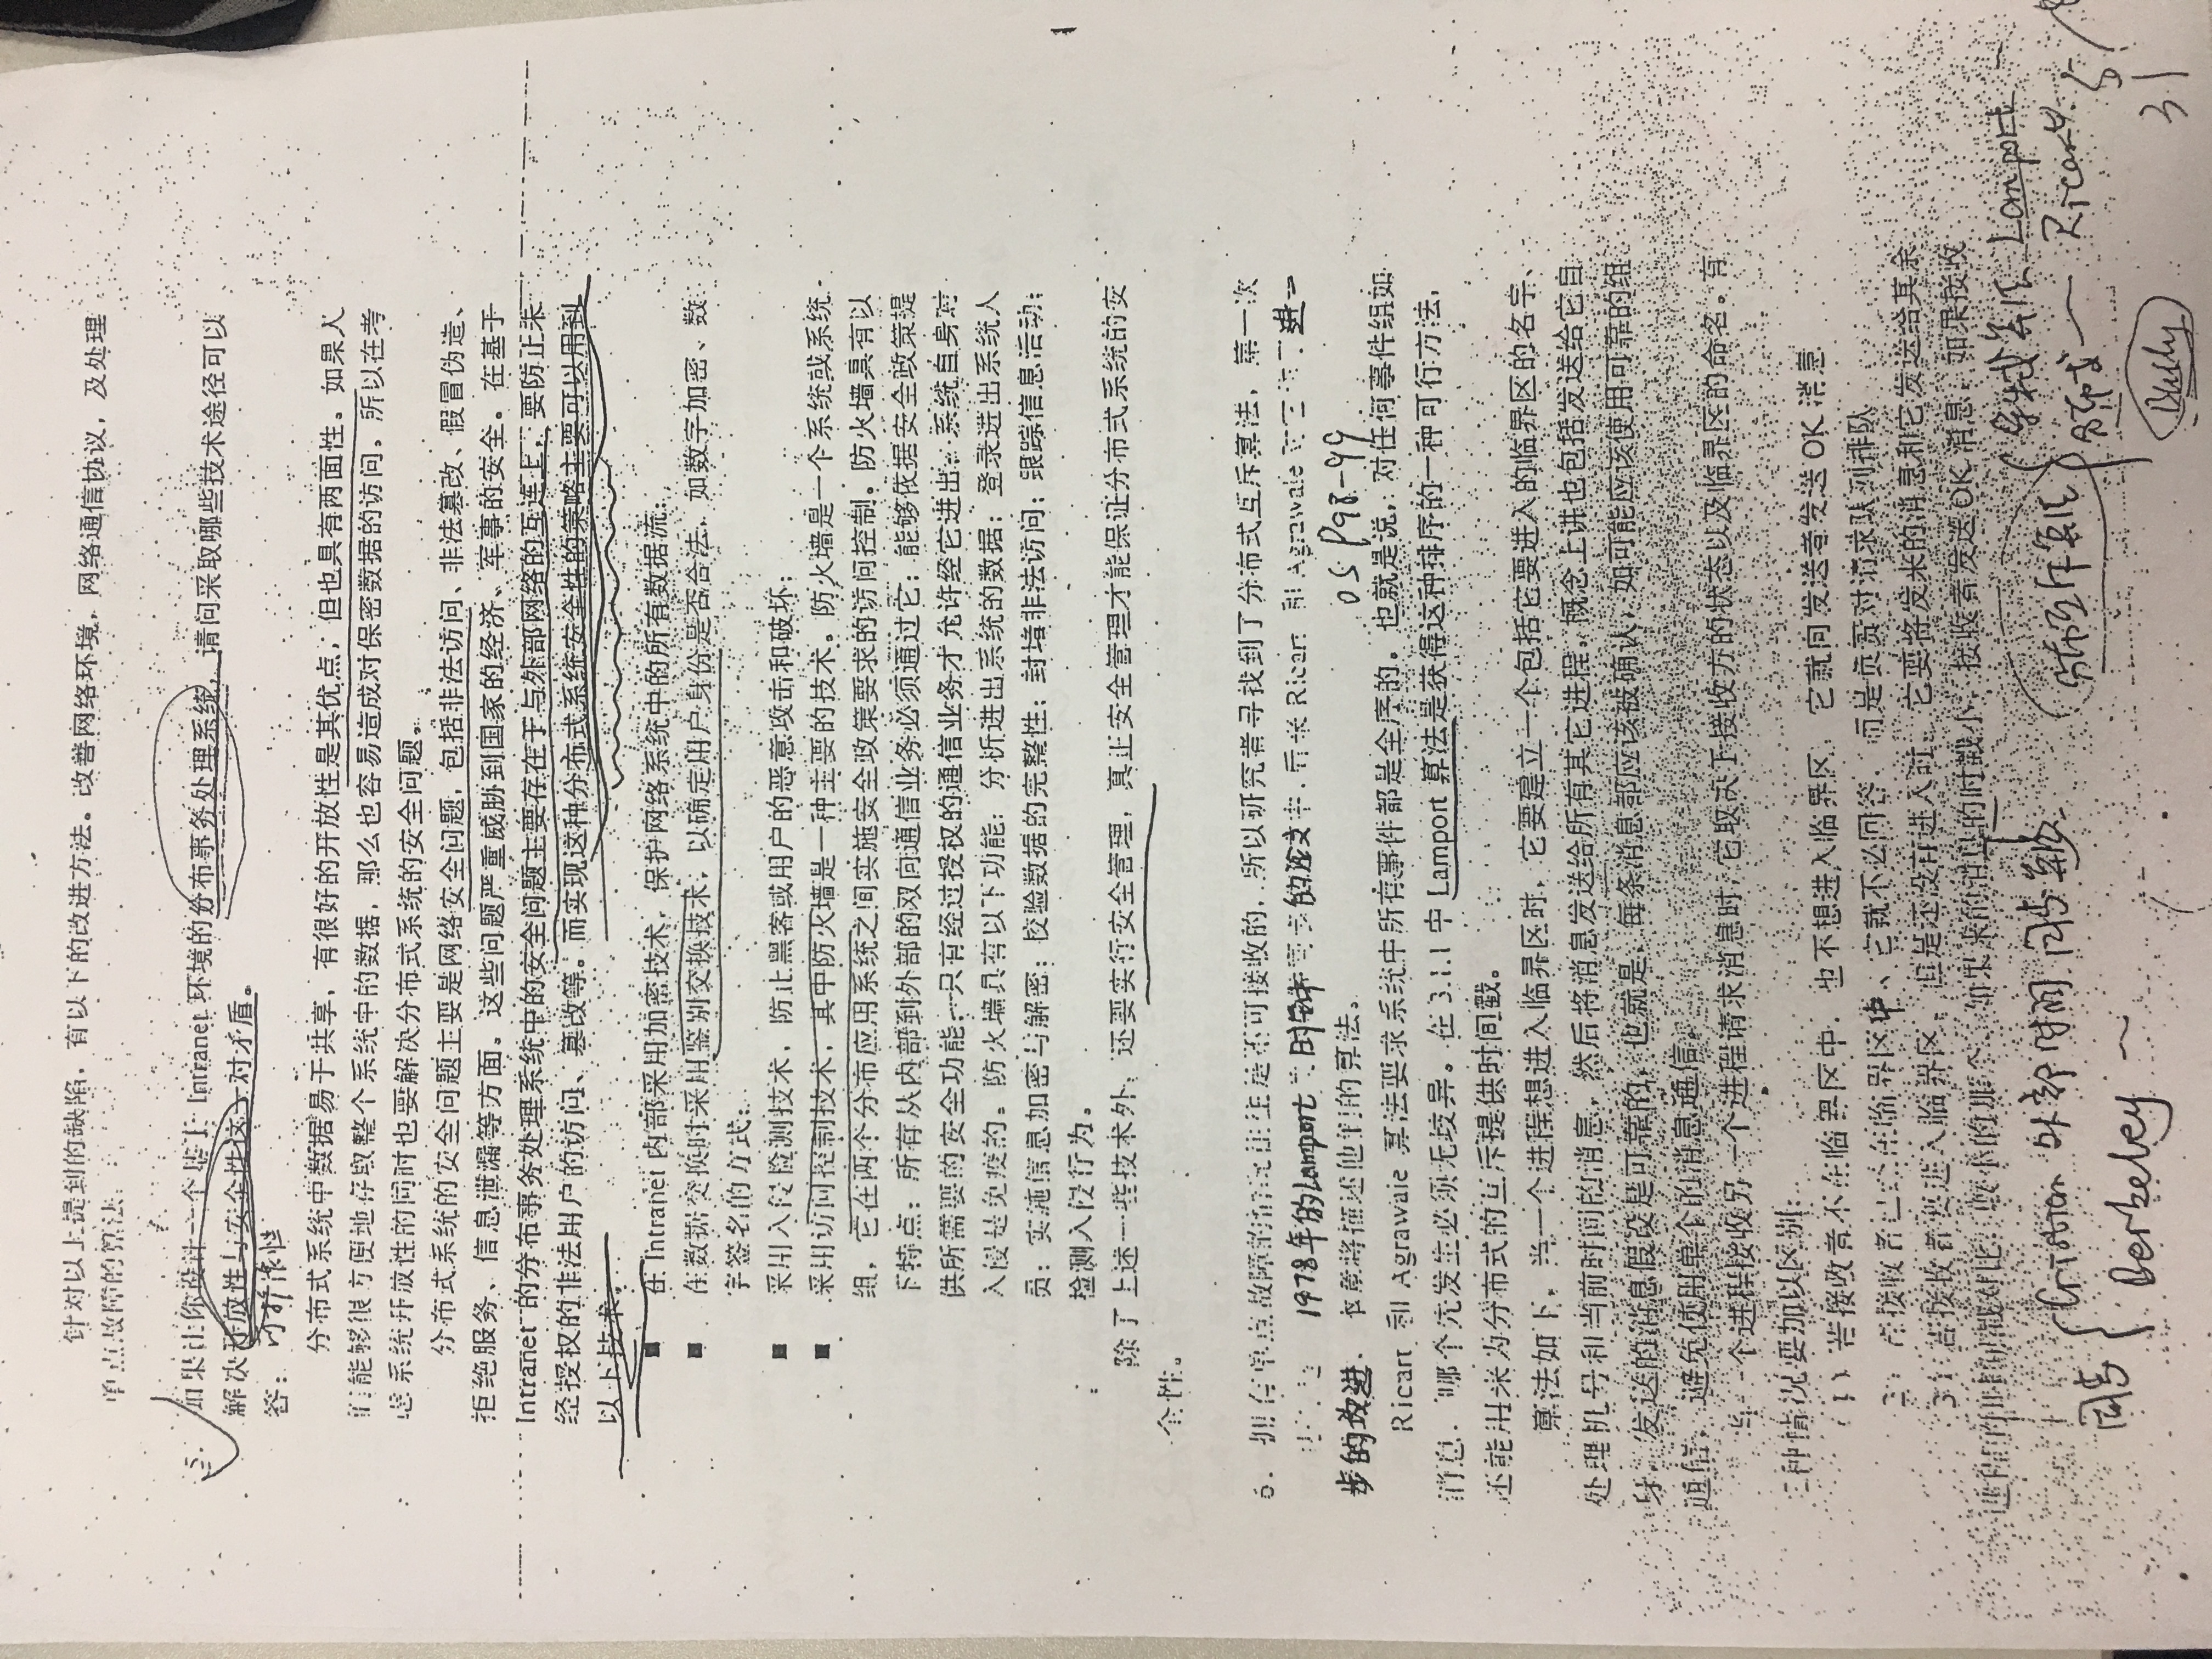 针对以上提到的缺陷，有以下的改进方法。改善网络环境，网络通信协议，及处理
单点故障的算法。
5. 如果让你设计一个基于 Intranet 环境的分布事务处理系统，请问采取哪些技术途径可以
解决开放性与安全性这一对矛盾。
答：
分布式系统中数据易于共享，有很好的开放性是其优点，但也具有两面性。如果人
们能够很方便地存取整个系统中的数据，那么也容易造成对保密数据的访问。所以在考
虑系统开放性的同时也要解决分布式系统的安全问题。
分布式系统的安全问题主要是网络安全问题，包括非法访问、非法篡改、假冒伪造、
拒绝服务、信息泄漏等方面。这些问题严重威胁到国家的经济、军事的安全。在基于
Intranet 的分布事务处理系统中的安全问题主要存在于与外部网络的互连上，要防止未
经授权的非法用户的访问、篡改等。而实现这种分布式系统安全性的策略主要可以用到
以下技术。
■ 在 Intranet 内部采用加密技术，保护网络系统中的所有数据流；
■ 在数据交换时采用鉴别交换技术，以确定用户身份是否合法，如数字加密、数
字签名的方式；
■ 采用入侵检测技术，防止黑客或用户的恶意攻击和破坏；
■ 采用访问控制技术，其中防火墙是一种主要的技术。防火墙是一个系统或系统
组，它在两个分布应用系统之间实施安全政策要求的访问控制。防火墙具有以
下特点：所有从内部到外部的双向通信业务必须通过它；能够依据安全政策提
供所需要的安全功能，只有经过授权的通信业务才允许经它进出；系统自身对
入侵是免疫的。防火墙具有以下功能：分析进出系统的数据；登录进出系统人
员；实施信息加密与解密；校验数据的完整性；封堵非法访问；跟踪信息活动；
检测入侵行为。
除了上述一些技术外，还要实行安全管理，真正安全管理才能保证分布式系统的安
全性。
6. 拥有单点故障的情况往往是不可接收的，所以研究者寻找到了分布式互斥算法，第一次
1978年的Lamport 时钟 的论文中，后来 Ricart 和 Agrawale 进一
步的改进．本章将描述他们的算法。
OS P98-99
Ricart 和 Agrawale 算法要求系统中所有事件都是全序的。也就是说，对任何事件组如
消息，哪个先发生必须无歧异。在 3.1.1 中 Lamport 算法是获得这种排序的一种可行方法，
还能用来为分布式的互斥提供时间戳。
算法如下，当一个进程想进入临界区时，它要建立一个包括它要进入的临界区的名字、
处理机号和当前时间的消息，然后将消息发送给所有其它进程，概念上讲也包括发送给它自
身，发送的消息假设是可靠的，也就是，每条消息都应该被确认，如可能应该使用可靠的组
通信，避免使用单个的消息通信。
当一个进程接收另一个进程请求消息时，它取决于接收方的状态以及临界区的命名。有
三种情况要加以区别：
（1）若接收者不在临界区中，也不想进入临界区，它就向发送者发送 OK 消息
（2）若接收者已经在临界区中、它就不必回答，而是负责对请求队列排队
（3）若接收者想进入临界区，但是还没有进入时，它要将发来的消息和它发送给其余
进程的时间戳对比，较小的那个、如果来的消息的时戳小，接收者发送 OK 消息，如果接收
同步 { Cristian 外部时间同步算法
Berkeley ~
分布互斥算法 { 集中式算法 Lamport ~
分布式 — Ricart
Bully
31